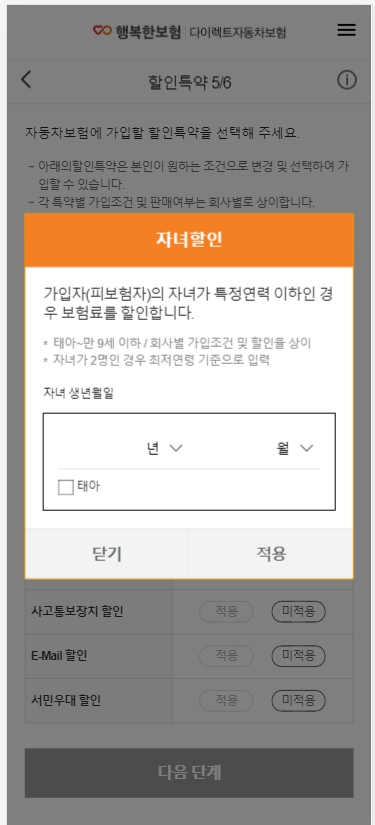 행복한보험 다이렉트자동차보험
할인특약 5/6
자동차보험에 가입할 할인특약을 선택해 주세요.
- 아래의할인특약은 본인이 원하는 조건으로 변경 및 선택하여 가
입할 수 있습니다.
- 각 특약별 가입조건 및 판매여부는 회사별로 상이합니다.
자녀할인
가입자(피보험자)의 자녀가 특정연력 이하인 경
우 보험료를 할인합니다.
* 태아~만 9세 이하 / 회사별 가입조건 및 할인율 상이
* 자녀가 2명인 경우 최저연령 기준으로 입력
자녀 생년월일
년 월
태아
닫기 적용
사고통보장치 할인 적용 미적용
E-Mail 할인 적용 미적용
서민우대 할인 적용 미적용
다음 단계